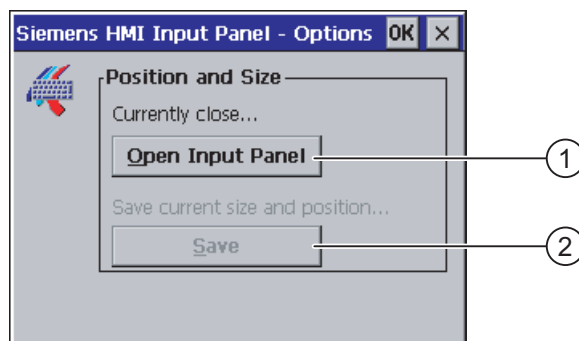 Siemens HMI Input Panel - Options OK ×
Position and Size
Currently close...
Open Input Panel
1
Save current size and position...
Save
2